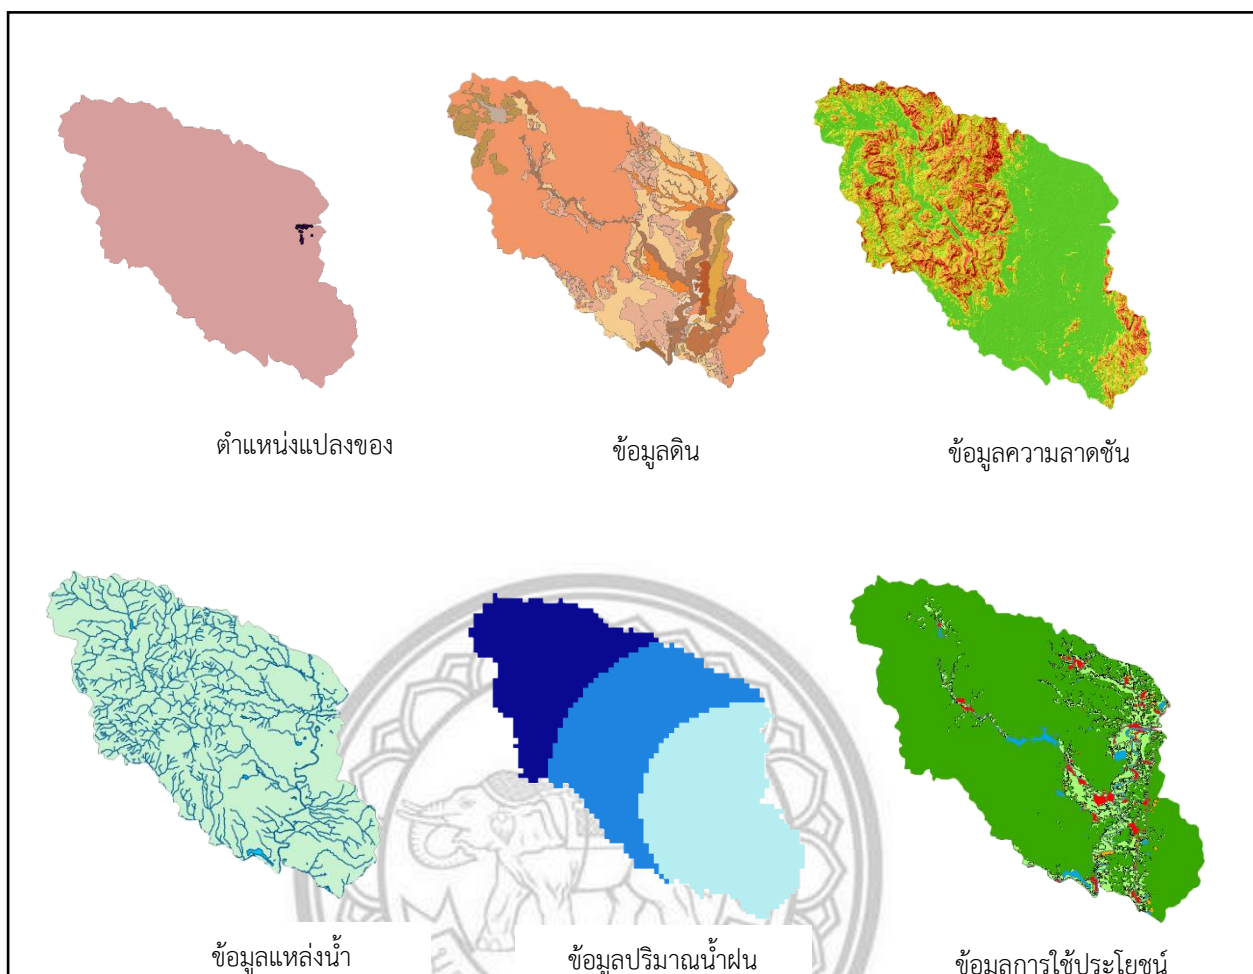 ตำแหน่งแปลงของ
ข้อมูลดิน
ข้อมูลความลาดชัน
ข้อมูลแหล่งน้ำ
ข้อมูลปริมาณน้ำฝน
ข้อมูลการใช้ประโยชน์